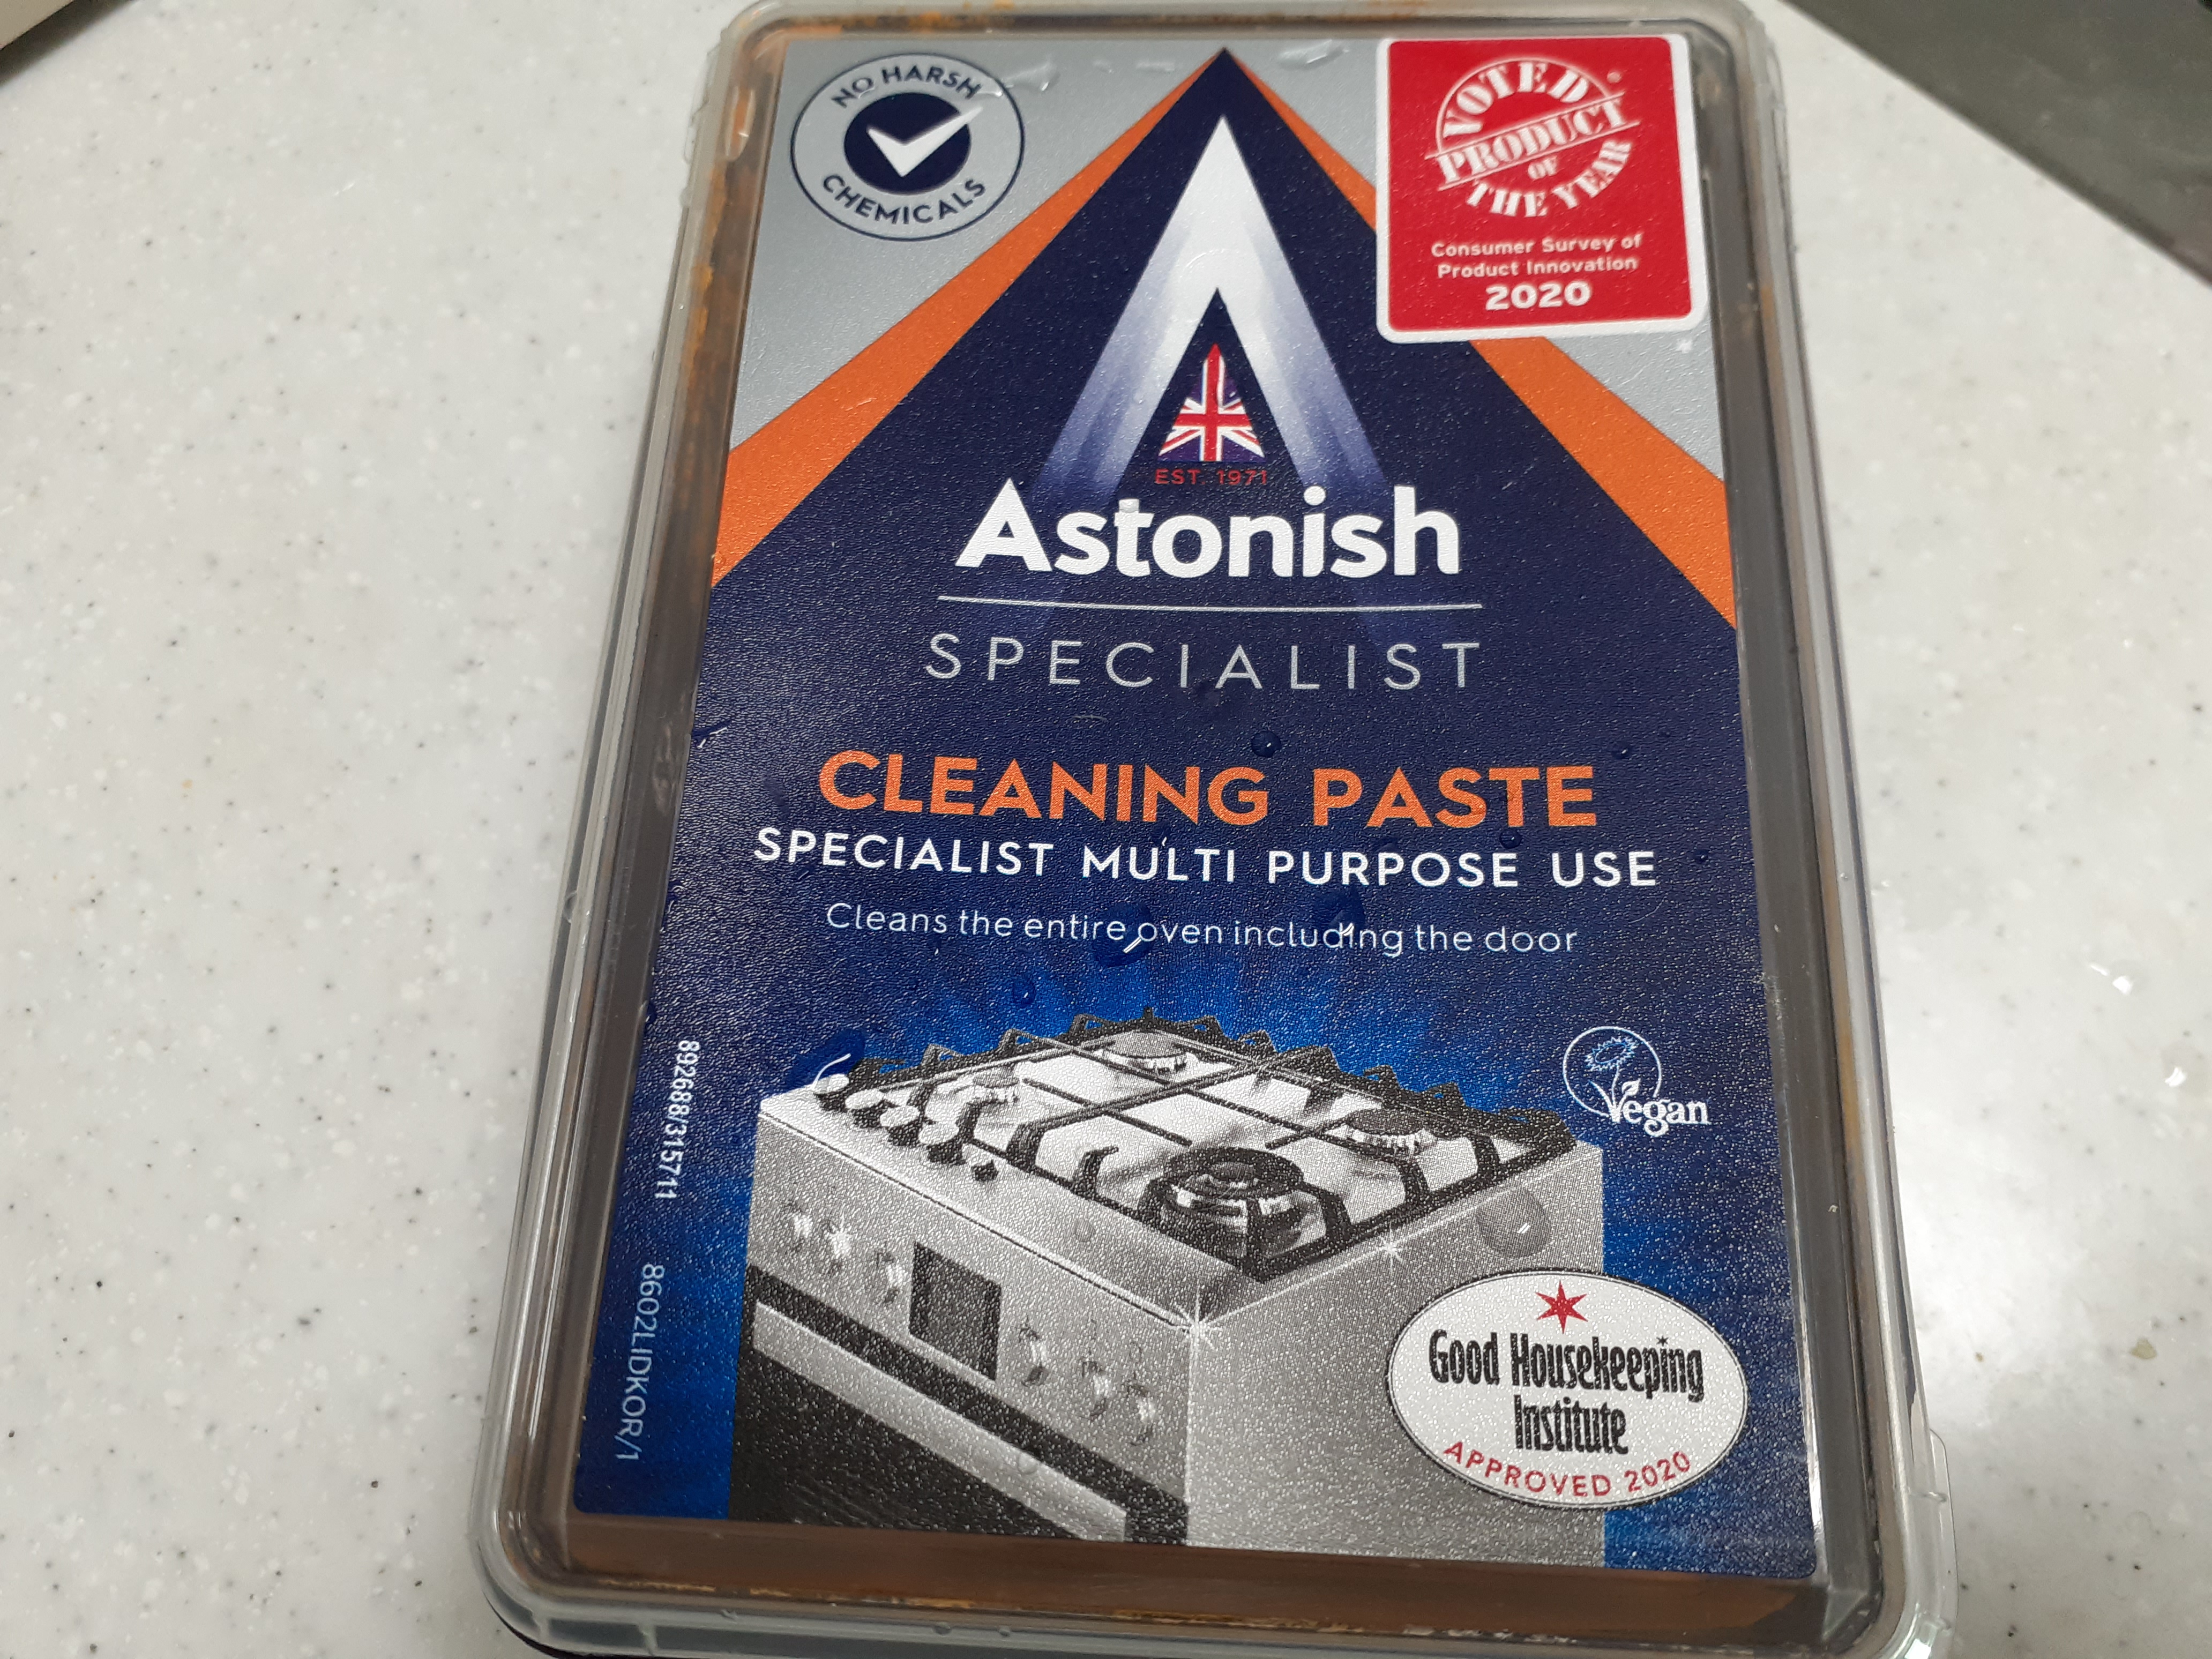 NO HARSH
CHEMICALS
VOTED
PRODUCT
OF
THE YEAR
Consumer Survey of
Product Innovation
2020
EST. 1971
Astonish
SPECIALIST
CLEANING PASTE
SPECIALIST MULTI PURPOSE USE
Cleans the entire oven including the door
Vegan
892688/315711
8602LIDKOR/1
Good Housekeeping
Institute
APPROVED 2020